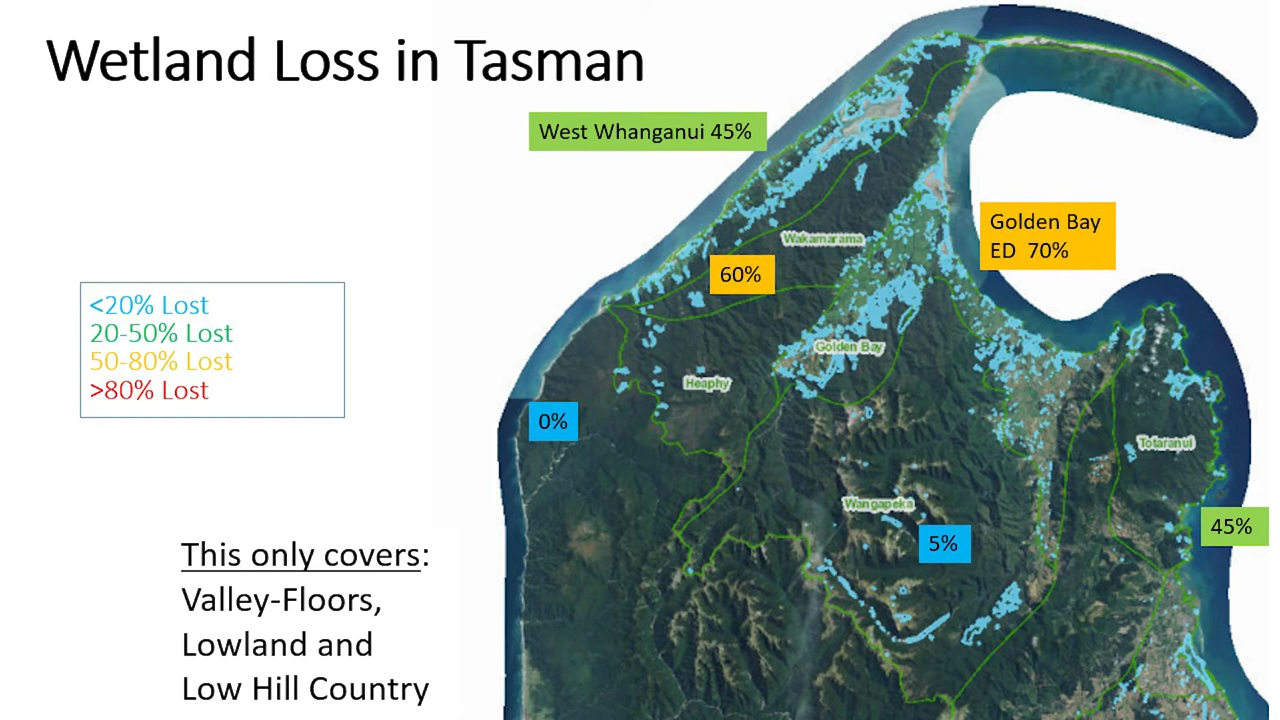 Wetland Loss in Tasman
West Whanganui 45%
Golden Bay
ED 70%
Wakamarama
60%
<20% Lost
20-50% Lost
50-80% Lost
>80% Lost
Golden Bay
Heaphy
0%
Totaranui
Wangapeka
45%
5%
This only covers:
Valley-Floors,
Lowland and
Low Hill Country